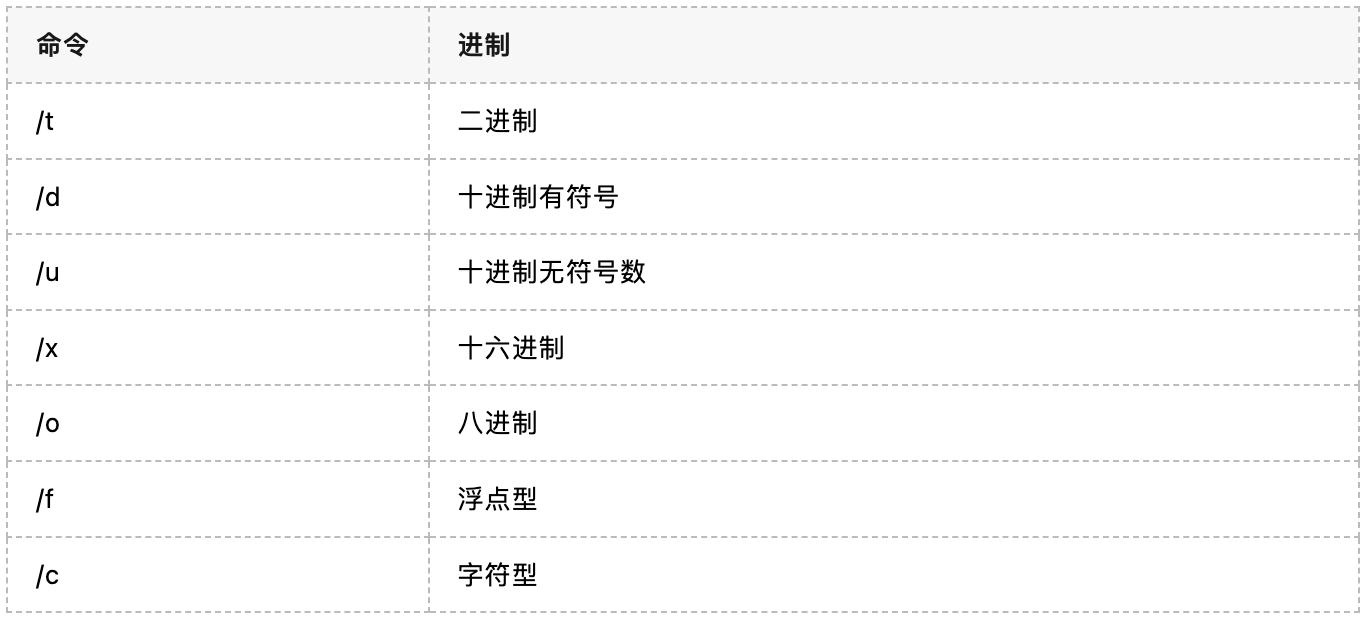 命令 进制
/t 二进制
/d 十进制有符号
/u 十进制无符号数
/x 十六进制
/o 八进制
/f 浮点型
/c 字符型